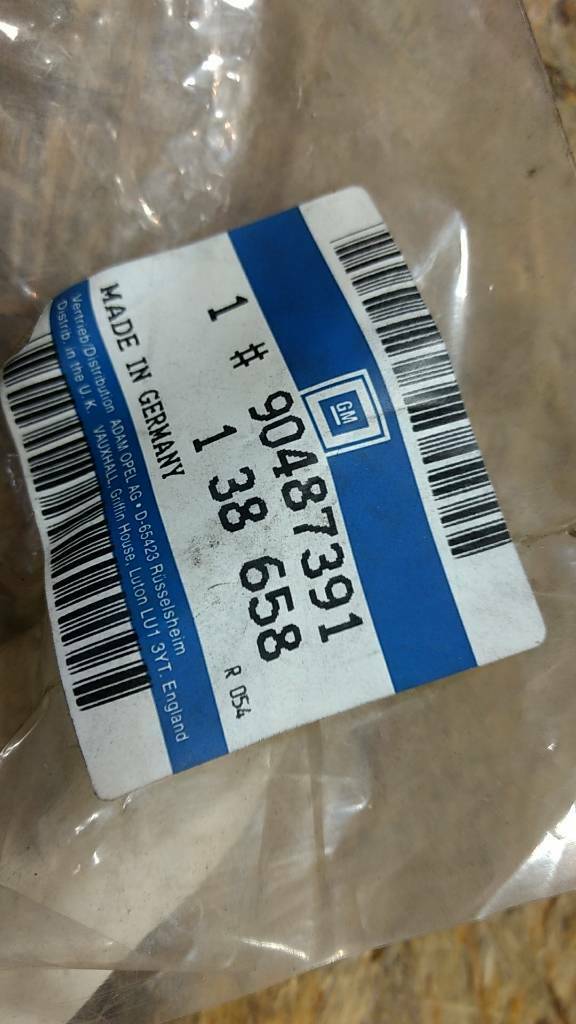 GM
1 # 90487391
1 38 658
R 054
MADE IN GERMANY
Vertrieb/Distribution ADAM OPEL AG • D-65423 Rüsselsheim
Distrib. in the U.K. VAUXHALL, Griffin House, Luton LU1 3YT. England